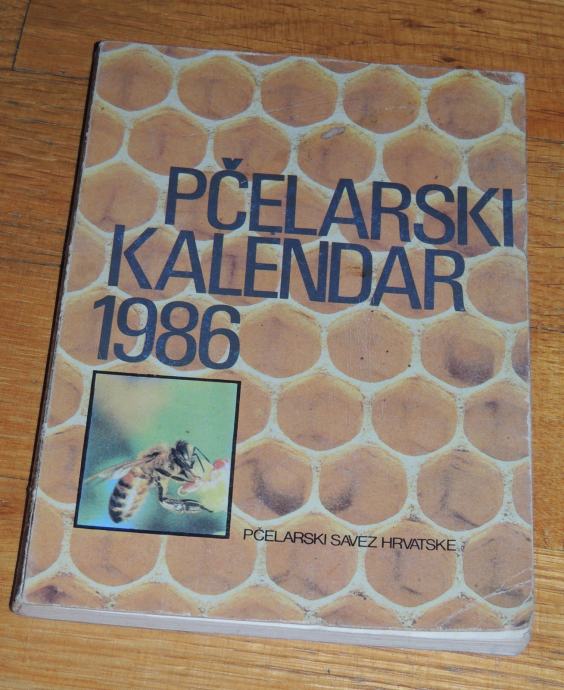 PČELARSKI
KALENDAR
1986
PČELARSKI SAVEZ HRVATSKE